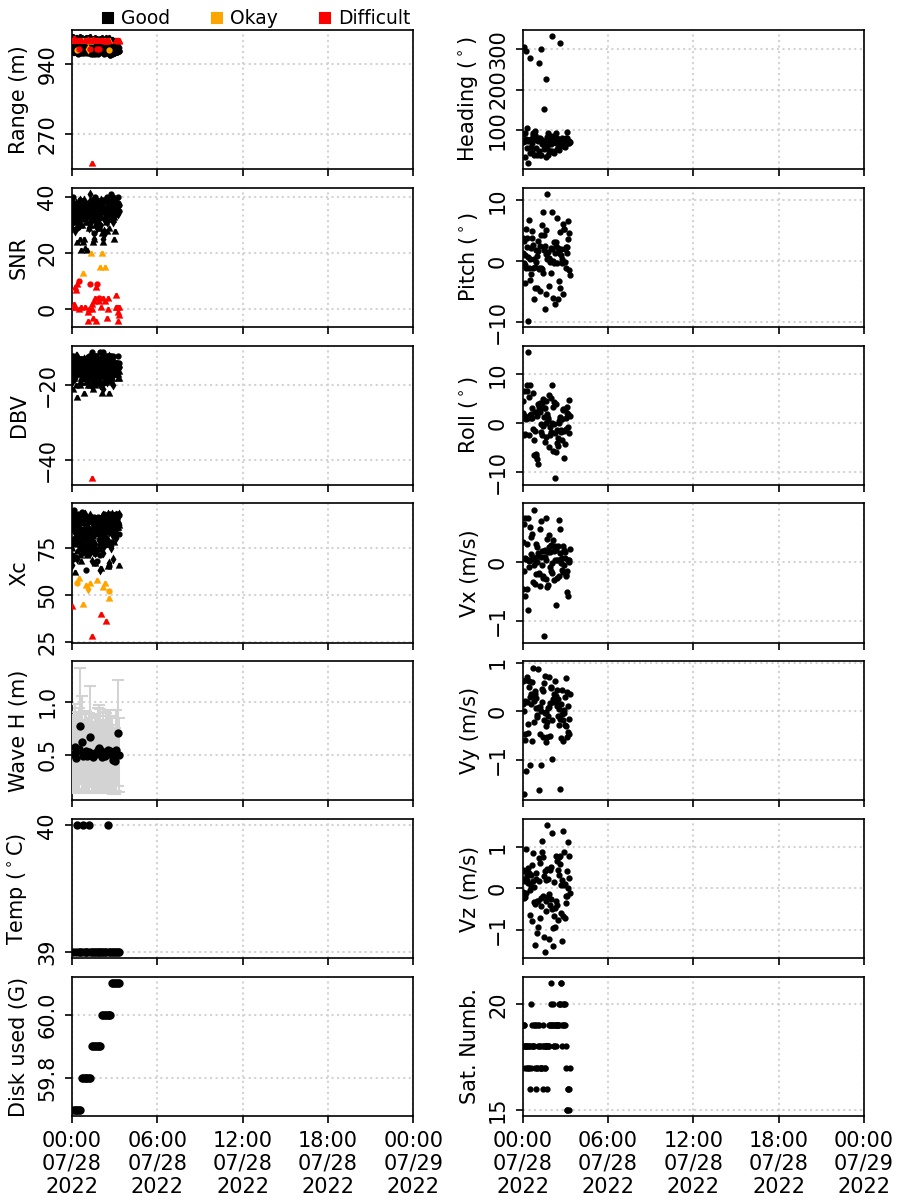 Good Okay Difficult
Range (m) 940 270
Heading (°) 300 200 100
SNR 40 20 0
Pitch (°) 10 0 −10
DBV −20 −40
Roll (°) 10 0 −10
Xc 75 50 25
Vx (m/s) 0 −1
Wave H (m) 1.0 0.5
Vy (m/s) 1 0 −1
Temp (°C) 40 39
Vz (m/s) 1 0 −1
Disk used (G) 60.0 59.8
Sat. Numb. 20 15
00:00 06:00 12:00 18:00 00:00 00:00 06:00 12:00 18:00 00:00
07/28 07/28 07/28 07/28 07/29 07/28 07/28 07/28 07/28 07/29
2022 2022 2022 2022 2022 2022 2022 2022 2022 2022